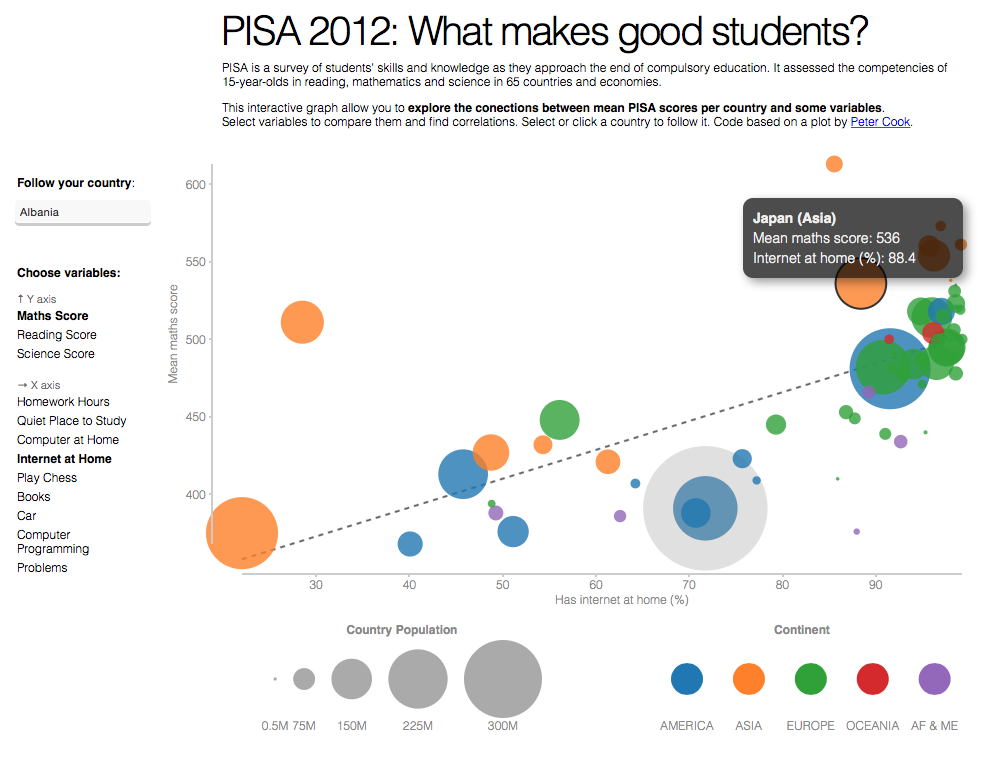 PISA 2012: What makes good students?
PISA is a survey of students' skills and knowledge as they approach the end of compulsory education. It assessed the competencies of
15-year-olds in reading, mathematics and science in 65 countries and economies.
This interactive graph allow you to explore the conections between mean PISA scores per country and some variables.
Select variables to compare them and find correlations. Select or click a country to follow it. Code based on a plot by Peter Cook.
Follow your country:
Albania
Choose variables:
↑ Y axis
Maths Score
Reading Score
Science Score
→ X axis
Homework Hours
Quiet Place to Study
Computer at Home
Internet at Home
Play Chess
Books
Car
Computer
Programming
Problems
Mean maths score
600
550
500
450
400
Japan (Asia)
Mean maths score: 536
Internet at home (%): 88.4
30 40 50 60 70 80 90
Has internet at home (%)
Country Population
0.5M 75M 150M 225M 300M
Continent
AMERICA ASIA EUROPE OCEANIA AF & ME